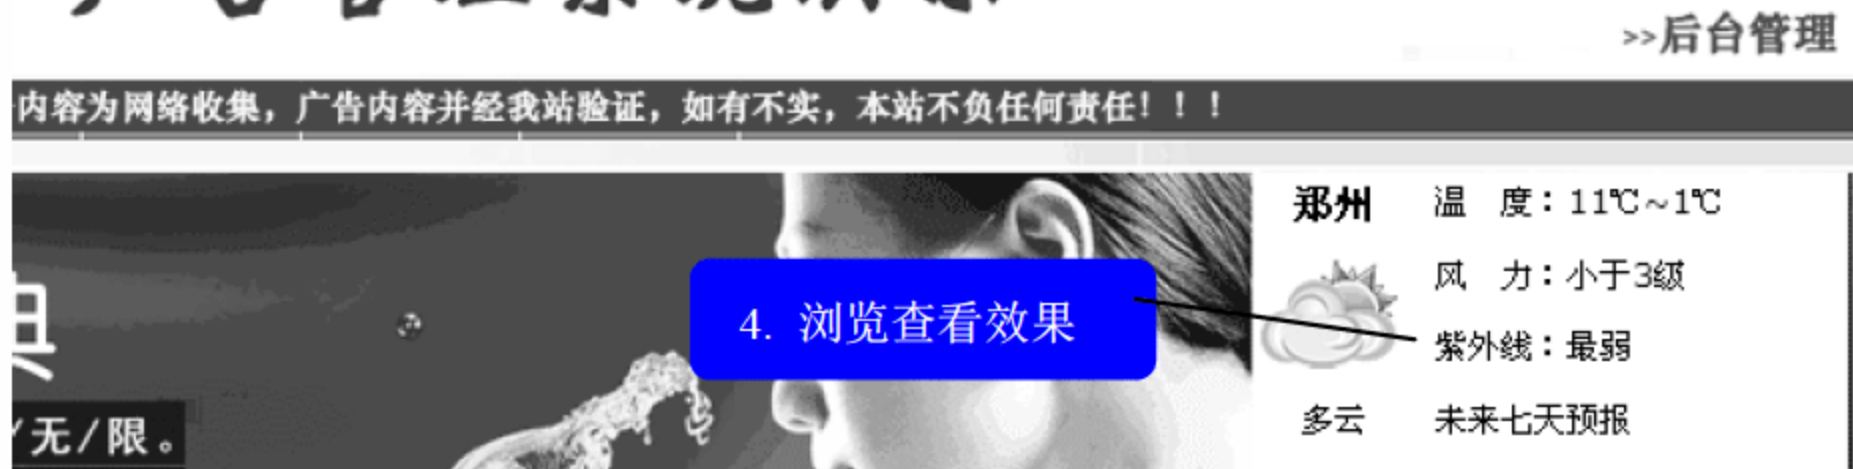 >>后台管理
内容为网络收集，广告内容并经我站验证，如有不实，本站不负任何责任！！！
郑州 温 度：11℃～1℃
风 力：小于3级
4. 浏览查看效果
紫外线：最弱
多云 未来七天预报
/无/限。